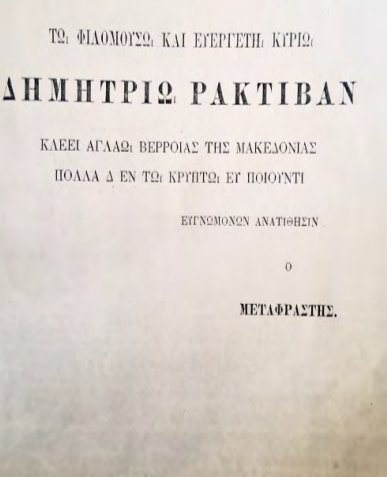 ΤΩι ΦΙΛΟΜΟΥΣΩι ΚΑΙ ΕΥΕΡΓΕΤΗι ΚΥΡΙΩι
ΔΗΜΗΤΡΙΩι ΡΑΚΤΙΒΑΝ
ΚΛΕΕΙ ΑΓΛΑΩι ΒΕΡΡΟΙΑΣ ΤΗΣ ΜΑΚΕΔΟΝΙΑΣ
ΠΟΛΛΑ Δ ΕΝ ΤΩι ΚΡΥΠΤΩι ΕΥ ΠΟΙΟΥΝΤΙ
ΕΥΓΝΩΜΟΝΩΝ ΑΝΑΤΙΘΗΣΙΝ
Ο
ΜΕΤΑΦΡΑΣΤΗΣ.